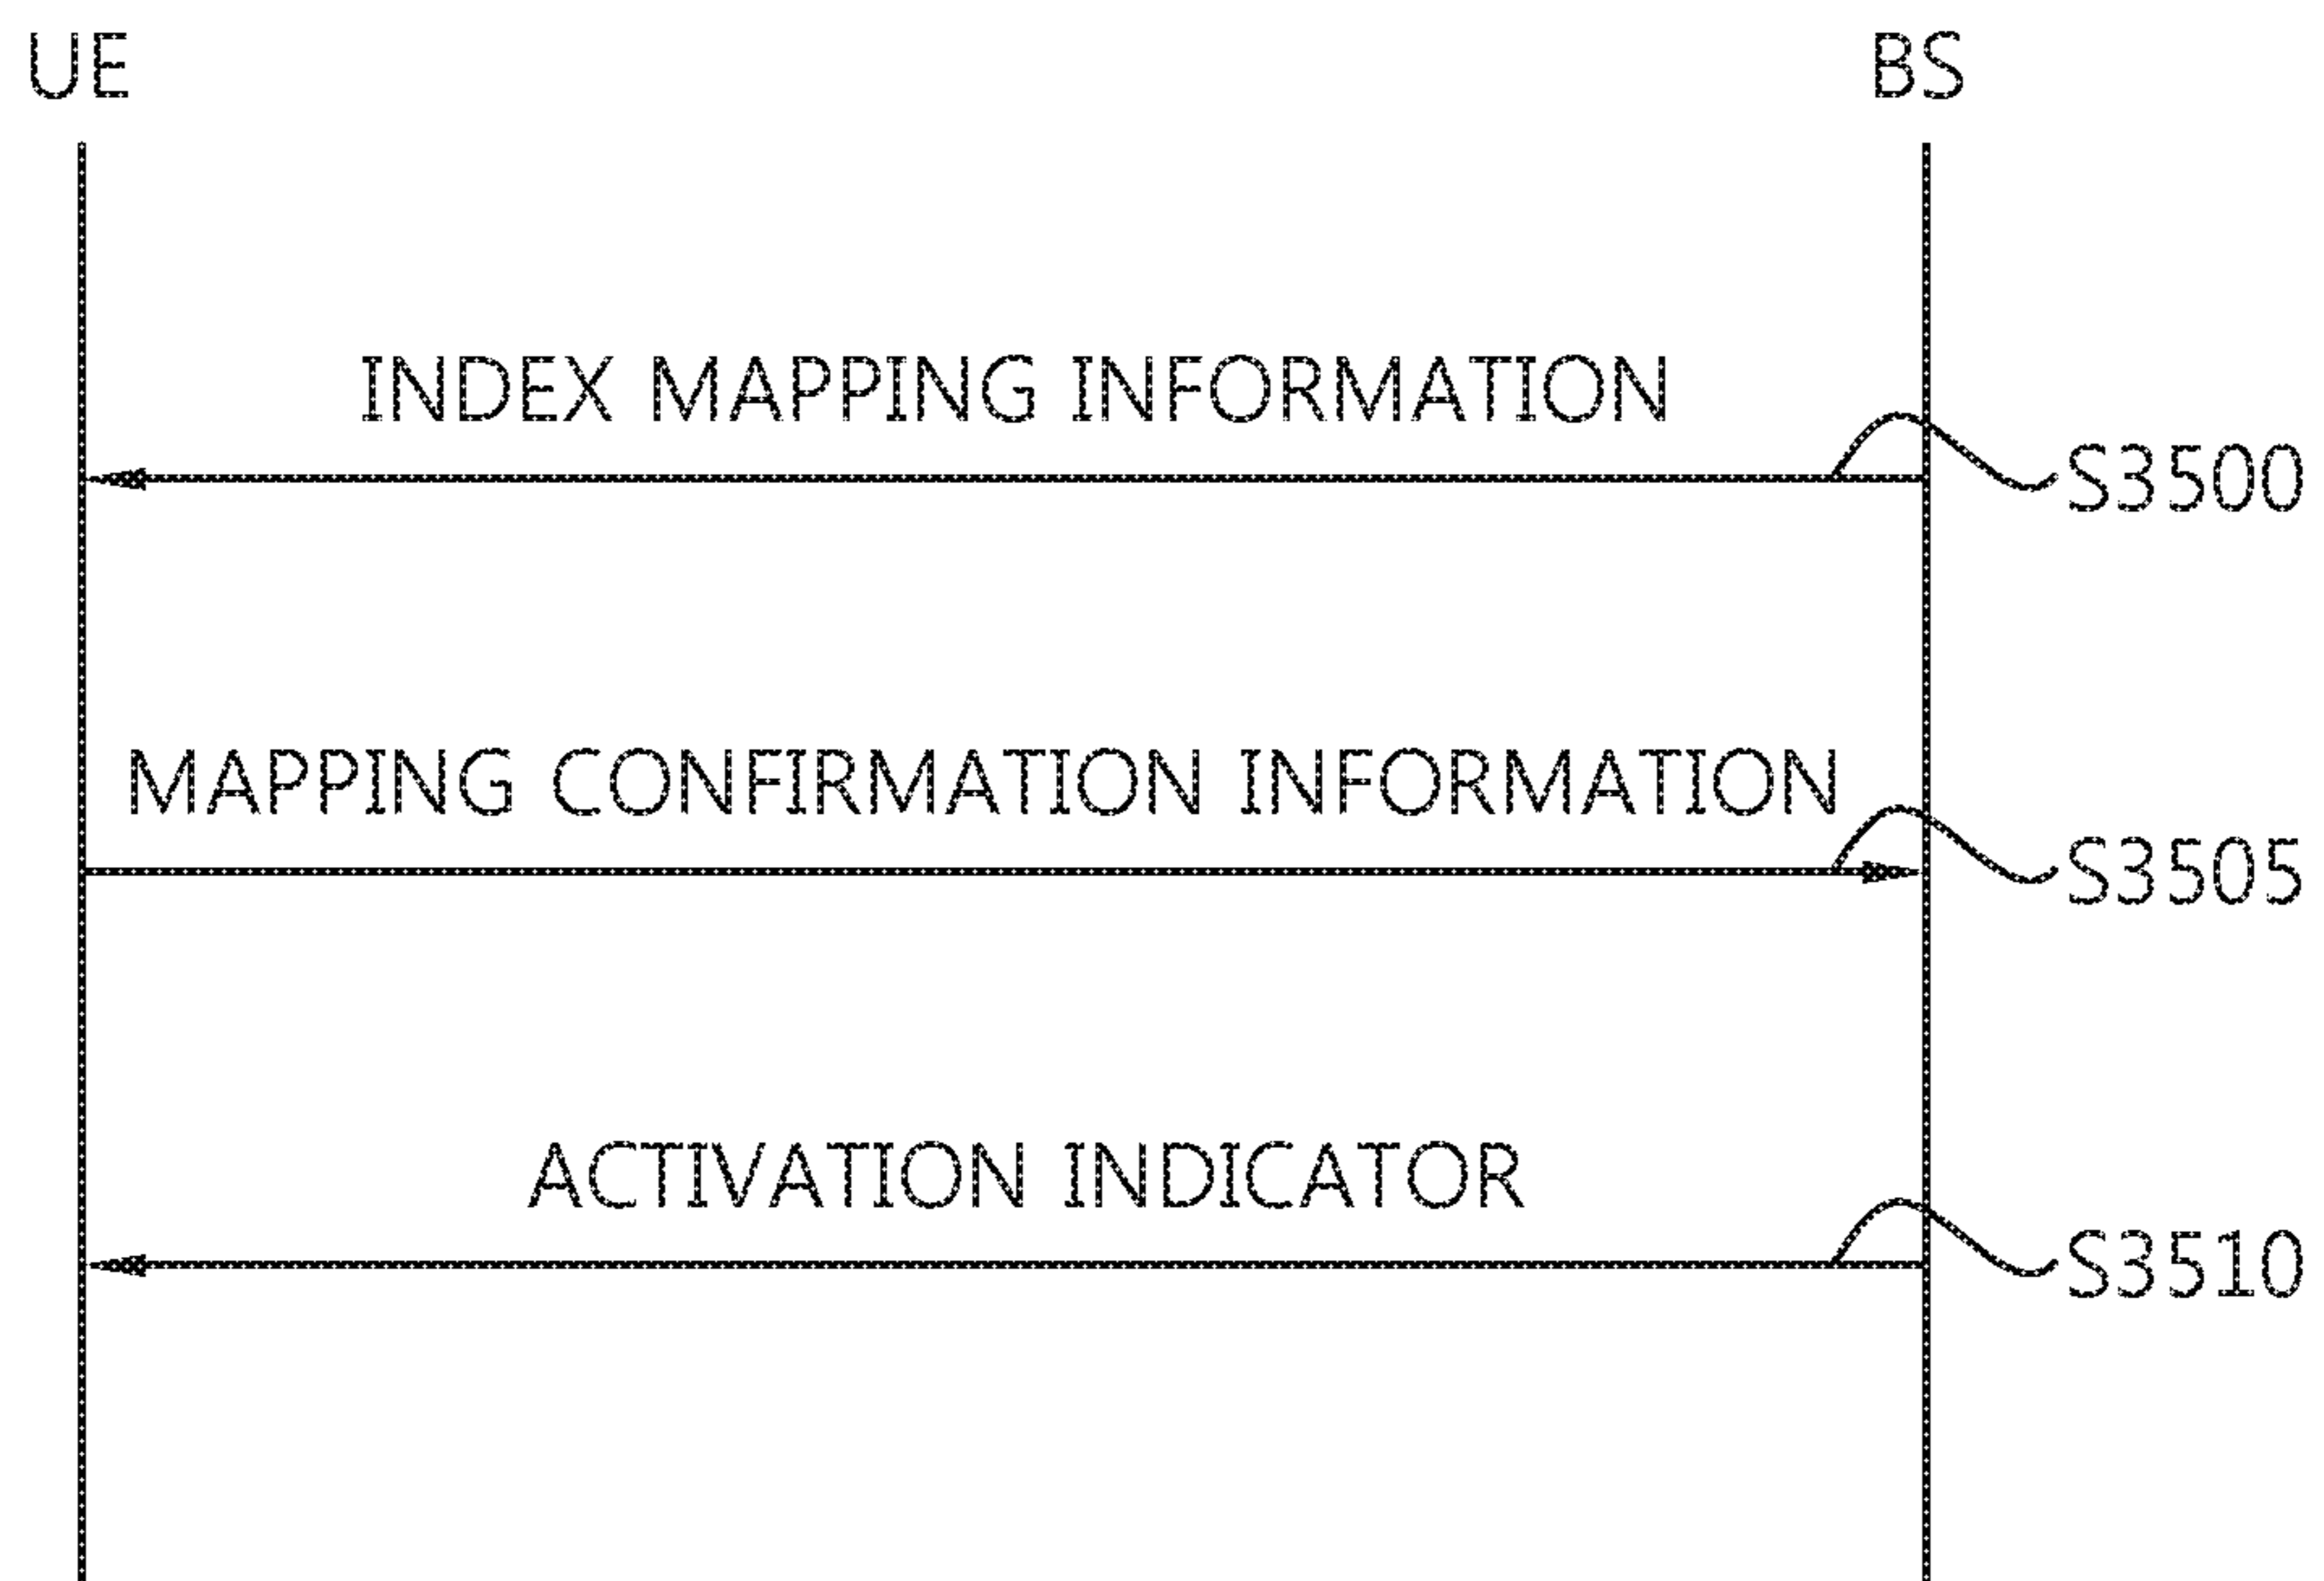 UE
BS
INDEX MAPPING INFORMATION
S3500
MAPPING CONFIRMATION INFORMATION
S3505
ACTIVATION INDICATOR
S3510